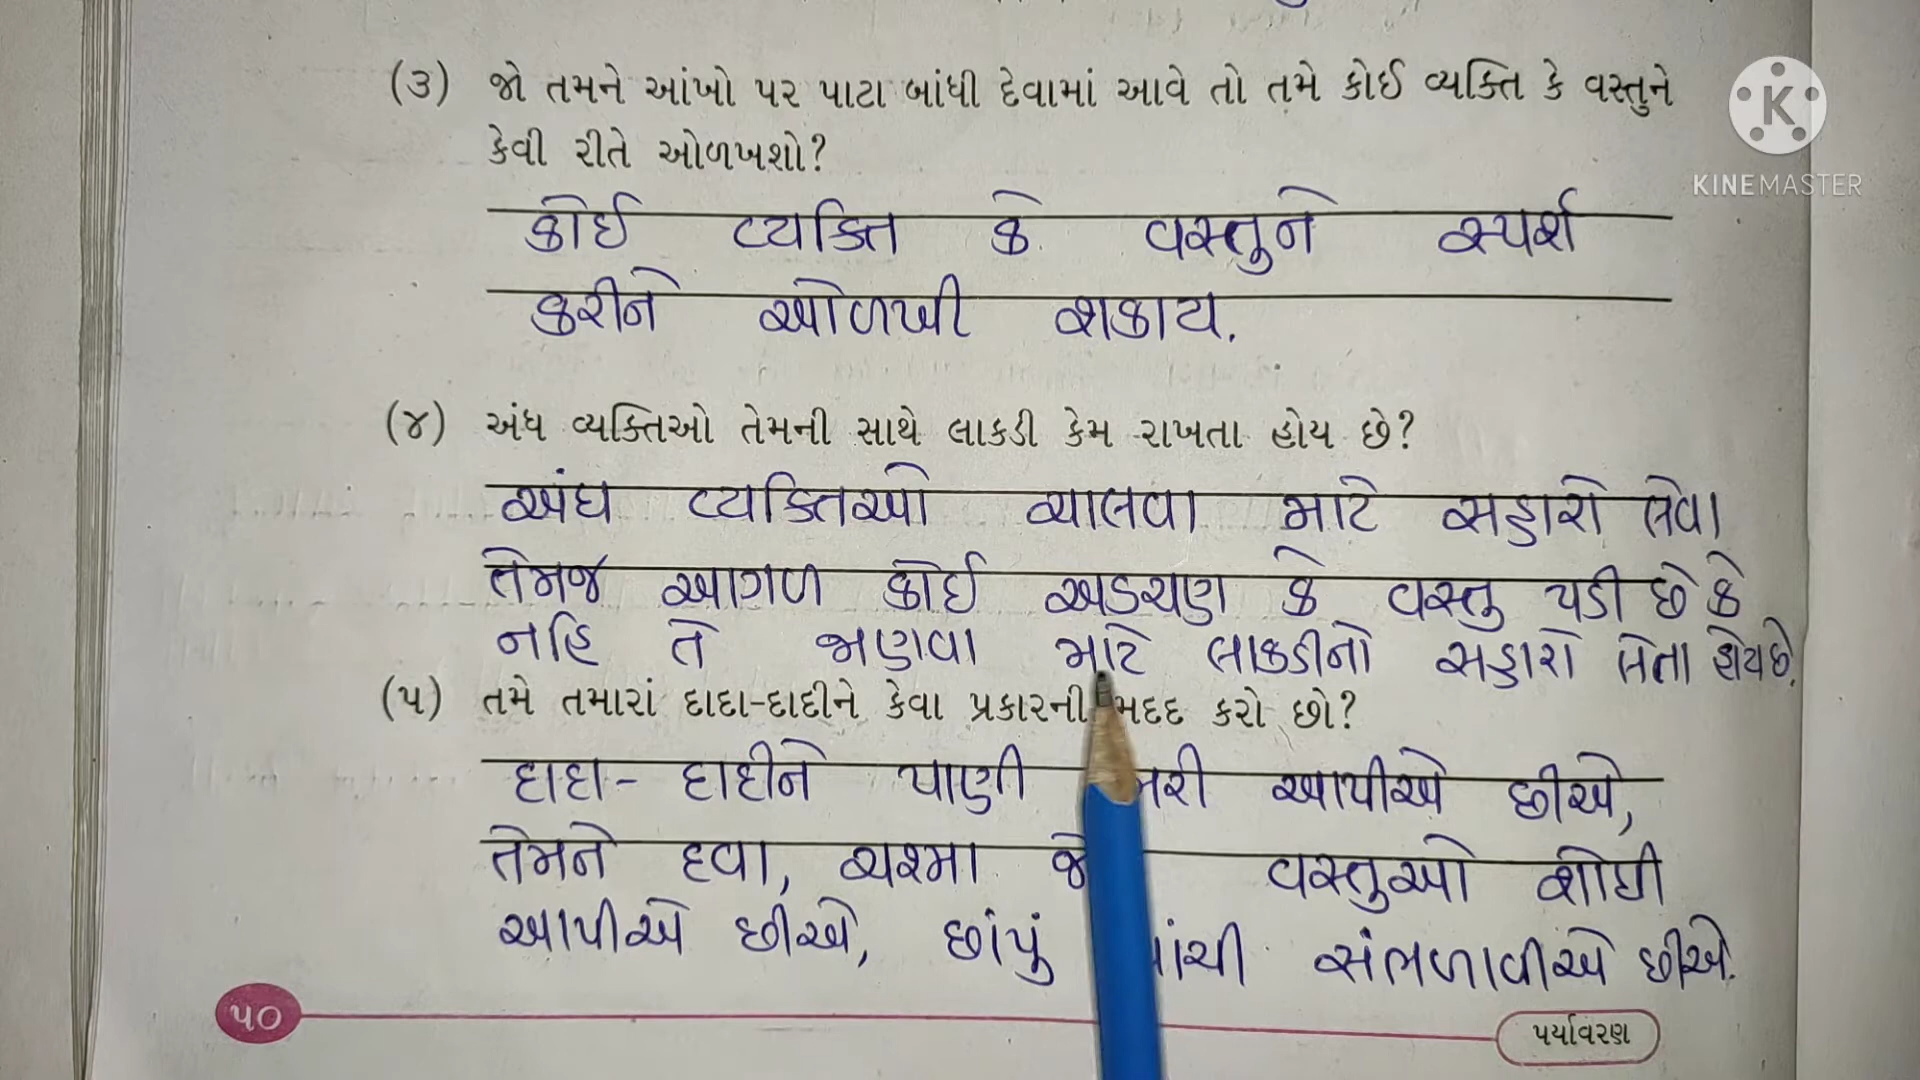 K
KINEMASTER
(૩) જો તમને આંખો પર પાટા બાંધી દેવામાં આવે તો તમે કોઈ વ્યક્તિ કે વસ્તુને
કેવી રીતે ઓળખશો?
કોઈ વ્યક્તિ કે વસ્તુને સ્પર્શ
કરીને ઓળખી શકાય.
(૪) અંધ વ્યક્તિઓ તેમની સાથે લાકડી કેમ રાખતા હોય છે?
અંધ વ્યક્તિઓ ચાલવા માટે સહારો લેવા
તેમજ આગળ કોઈ અડચણ કે વસ્તુ પડી છે કે
નહિ તે જાણવા માટે લાકડીનો સહારો લેતા હોય છે.
(૫) તમે તમારાં દાદા-દાદીને કેવા પ્રકારની મદદ કરો છો?
દાદા- દાદીને પાણી આપીએ છીએ,
તેમને દવા, ચશ્મા વસ્તુઓ શોધી
આપીએ છીએ, છાપું સંભળાવીએ છીએ.
૫૦
પર્યાવરણ